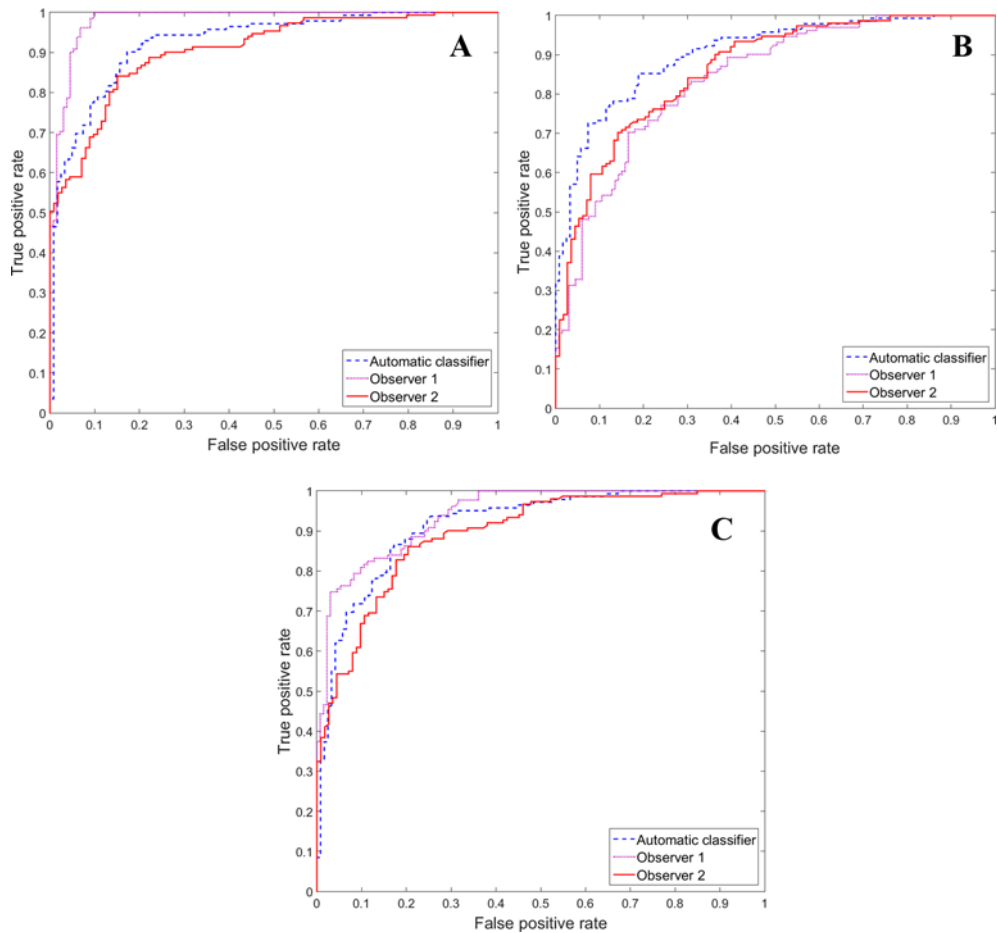 A
1
0.9
0.8
0.7
0.6
0.5
0.4
0.3
0.2
0.1
0
True positive rate
Automatic classifier
Observer 1
Observer 2
0 0.1 0.2 0.3 0.4 0.5 0.6 0.7 0.8 0.9 1
False positive rate
B
1
0.9
0.8
0.7
0.6
0.5
0.4
0.3
0.2
0.1
0
True positive rate
Automatic classifier
Observer 1
Observer 2
0 0.1 0.2 0.3 0.4 0.5 0.6 0.7 0.8 0.9 1
False positive rate
C
1
0.9
0.8
0.7
0.6
0.5
0.4
0.3
0.2
0.1
0
True positive rate
Automatic classifier
Observer 1
Observer 2
0 0.1 0.2 0.3 0.4 0.5 0.6 0.7 0.8 0.9 1
False positive rate